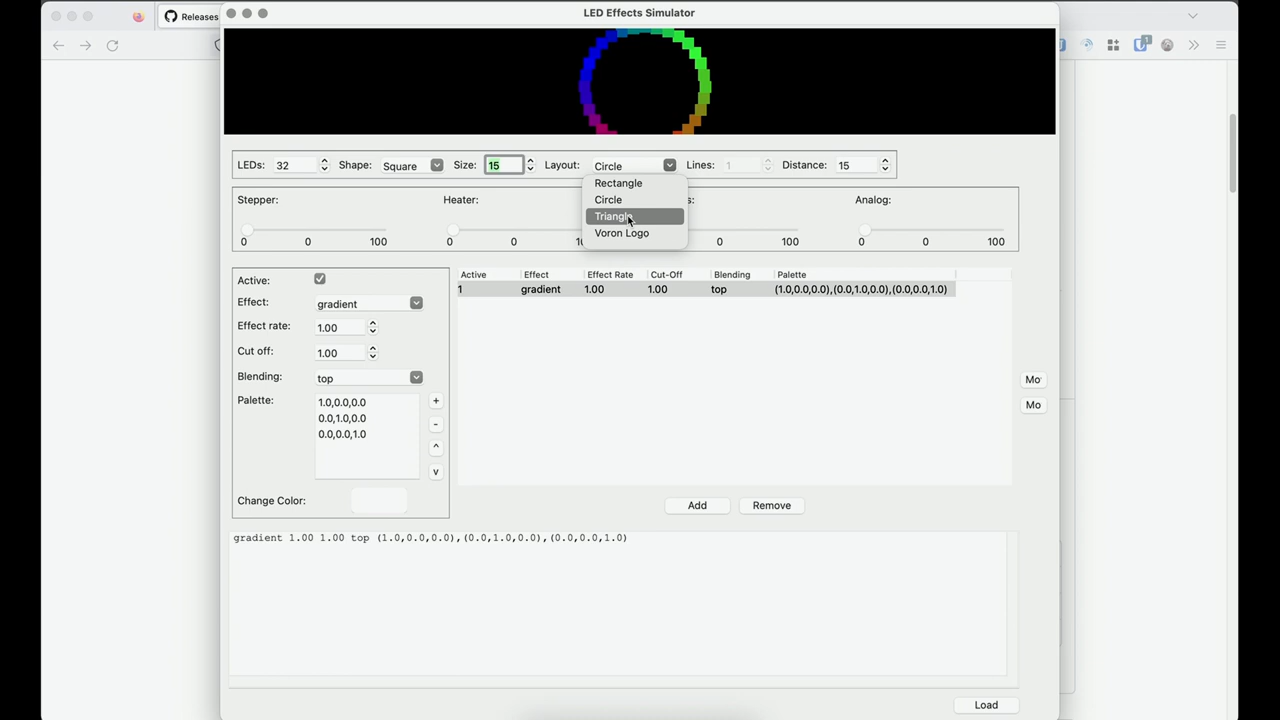 LED Effects Simulator
Releases
1
LEDs: 32 Shape: Square Size: 15 Layout: Circle Lines: 1 Distance: 15
Rectangle
Circle
Triangle
Voron Logo
Stepper: Heater: s: Analog:
0 0 100 0 0 10 0 100 0 0 100
Active:
Effect: gradient
Effect rate: 1.00
Cut off: 1.00
Blending: top
Palette: 1.0,0.0,0.0 +
0.0,1.0,0.0 -
0.0,0.0,1.0 ^
v
Change Color:
Active Effect Effect Rate Cut-Off Blending Palette
1 gradient 1.00 1.00 top (1.0,0.0,0.0),(0.0,1.0,0.0),(0.0,0.0,1.0)
Mo
Mo
Add Remove
gradient 1.00 1.00 top (1.0,0.0,0.0),(0.0,1.0,0.0),(0.0,0.0,1.0)
Load